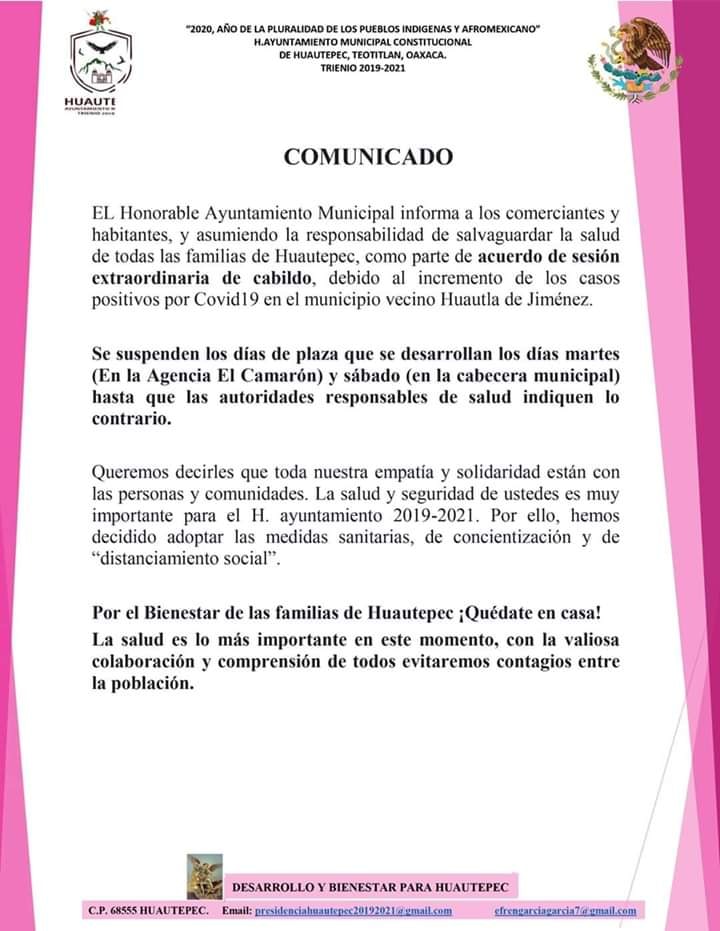 "2020, AÑO DE LA PLURALIDAD DE LOS PUEBLOS INDIGENAS Y AFROMEXICANO"
H.AYUNTAMIENTO MUNICIPAL CONSTITUCIONAL
DE HUAUTEPEC, TEOTITLAN, OAXACA.
TRIENIO 2019-2021
HUAUTE
COMUNICADO
EL Honorable Ayuntamiento Municipal informa a los comerciantes y
habitantes, y asumiendo la responsabilidad de salvaguardar la salud
de todas las familias de Huautepec, como parte de acuerdo de sesión
extraordinaria de cabildo, debido al incremento de los casos
positivos por Covid19 en el municipio vecino Huautla de Jiménez.
Se suspenden los días de plaza que se desarrollan los días martes
(En la Agencia El Camarón) y sábado (en la cabecera municipal)
hasta que las autoridades responsables de salud indiquen lo
contrario.
Queremos decirles que toda nuestra empatía y solidaridad están con
las personas y comunidades. La salud y seguridad de ustedes es muy
importante para el H. ayuntamiento 2019-2021. Por ello, hemos
decidido adoptar las medidas sanitarias, de concientización y de
“distanciamiento social”.
Por el Bienestar de las familias de Huautepec ¡Quédate en casa!
La salud es lo más importante en este momento, con la valiosa
colaboración y comprensión de todos evitaremos contagios entre
la población.
DESARROLLO Y BIENESTAR PARA HUAUTEPEC
C.P. 68555 HUAUTEPEC. Email: presidenciahuautepec20192021@gmail.com efrengarciagarcia7@gmail.com